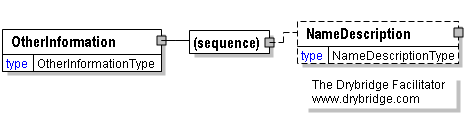 OtherInformation
type OtherInformationType
(sequence)
NameDescription
type NameDescriptionType
The Drybridge Facilitator
www.drybridge.com